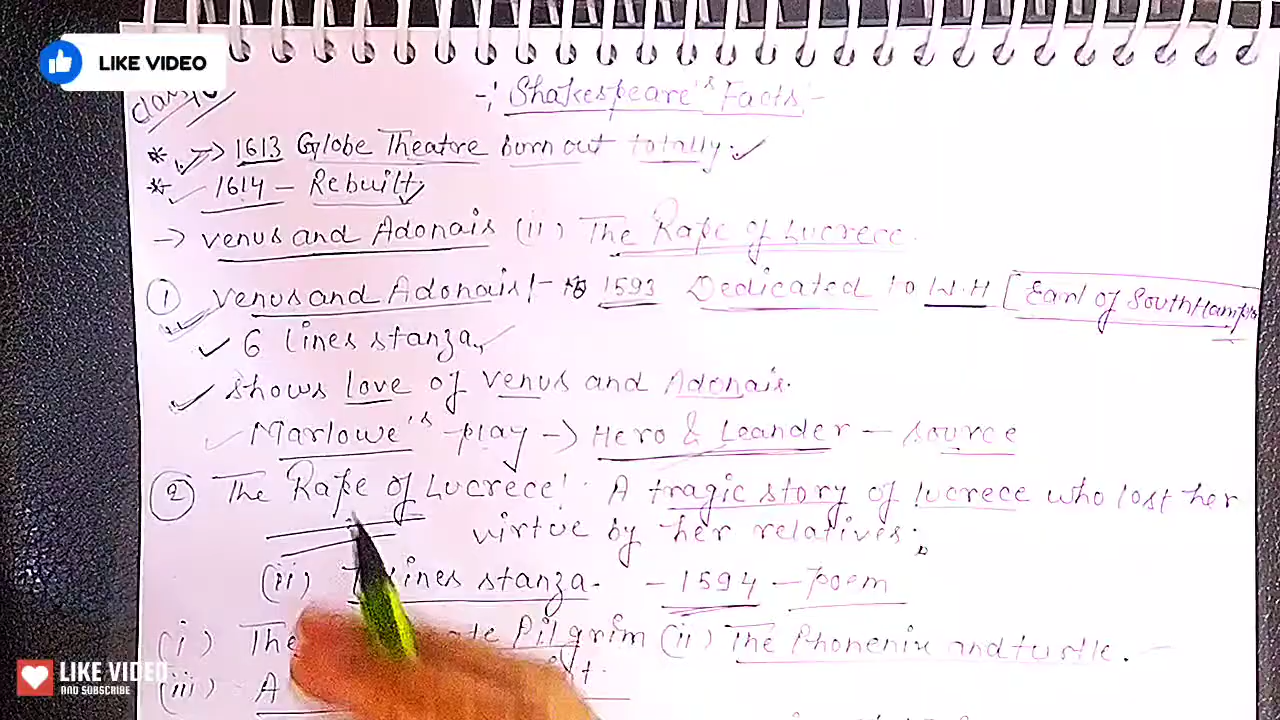 LIKE VIDEO
Shakespeare's Facts
1613 Globe Theatre burn out totally.
1614 - Rebuilt
-> Venus and Adonais (ii) The Rape of Lucrece.
① Venus and Adonais :- 1593 Dedicated to W.H [Earl of SouthHampto
6 lines stanza.
shows love of Venus and Adonais.
Marlowe's play -> Hero & Leander - source
② The Rape of Lucrece! A tragic story of lucrece who lost her
virtue by her relatives.
(ii) lines stanza. - 1594 - poem
(i) The Pilgrim (ii) The Phonenix and turtle.
(iii) A
LIKE VIDEO
AND SUBSCRIBE